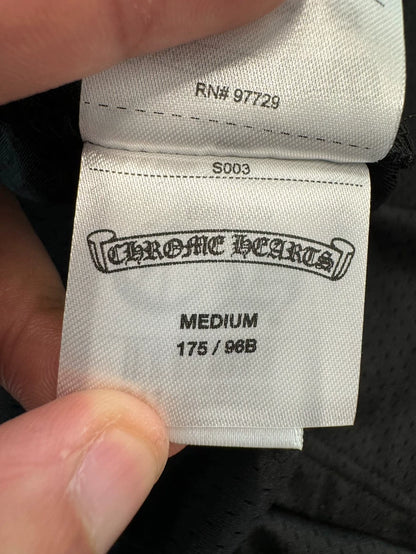 RN# 97729
S003
CHROME HEARTS
MEDIUM
175 / 96B